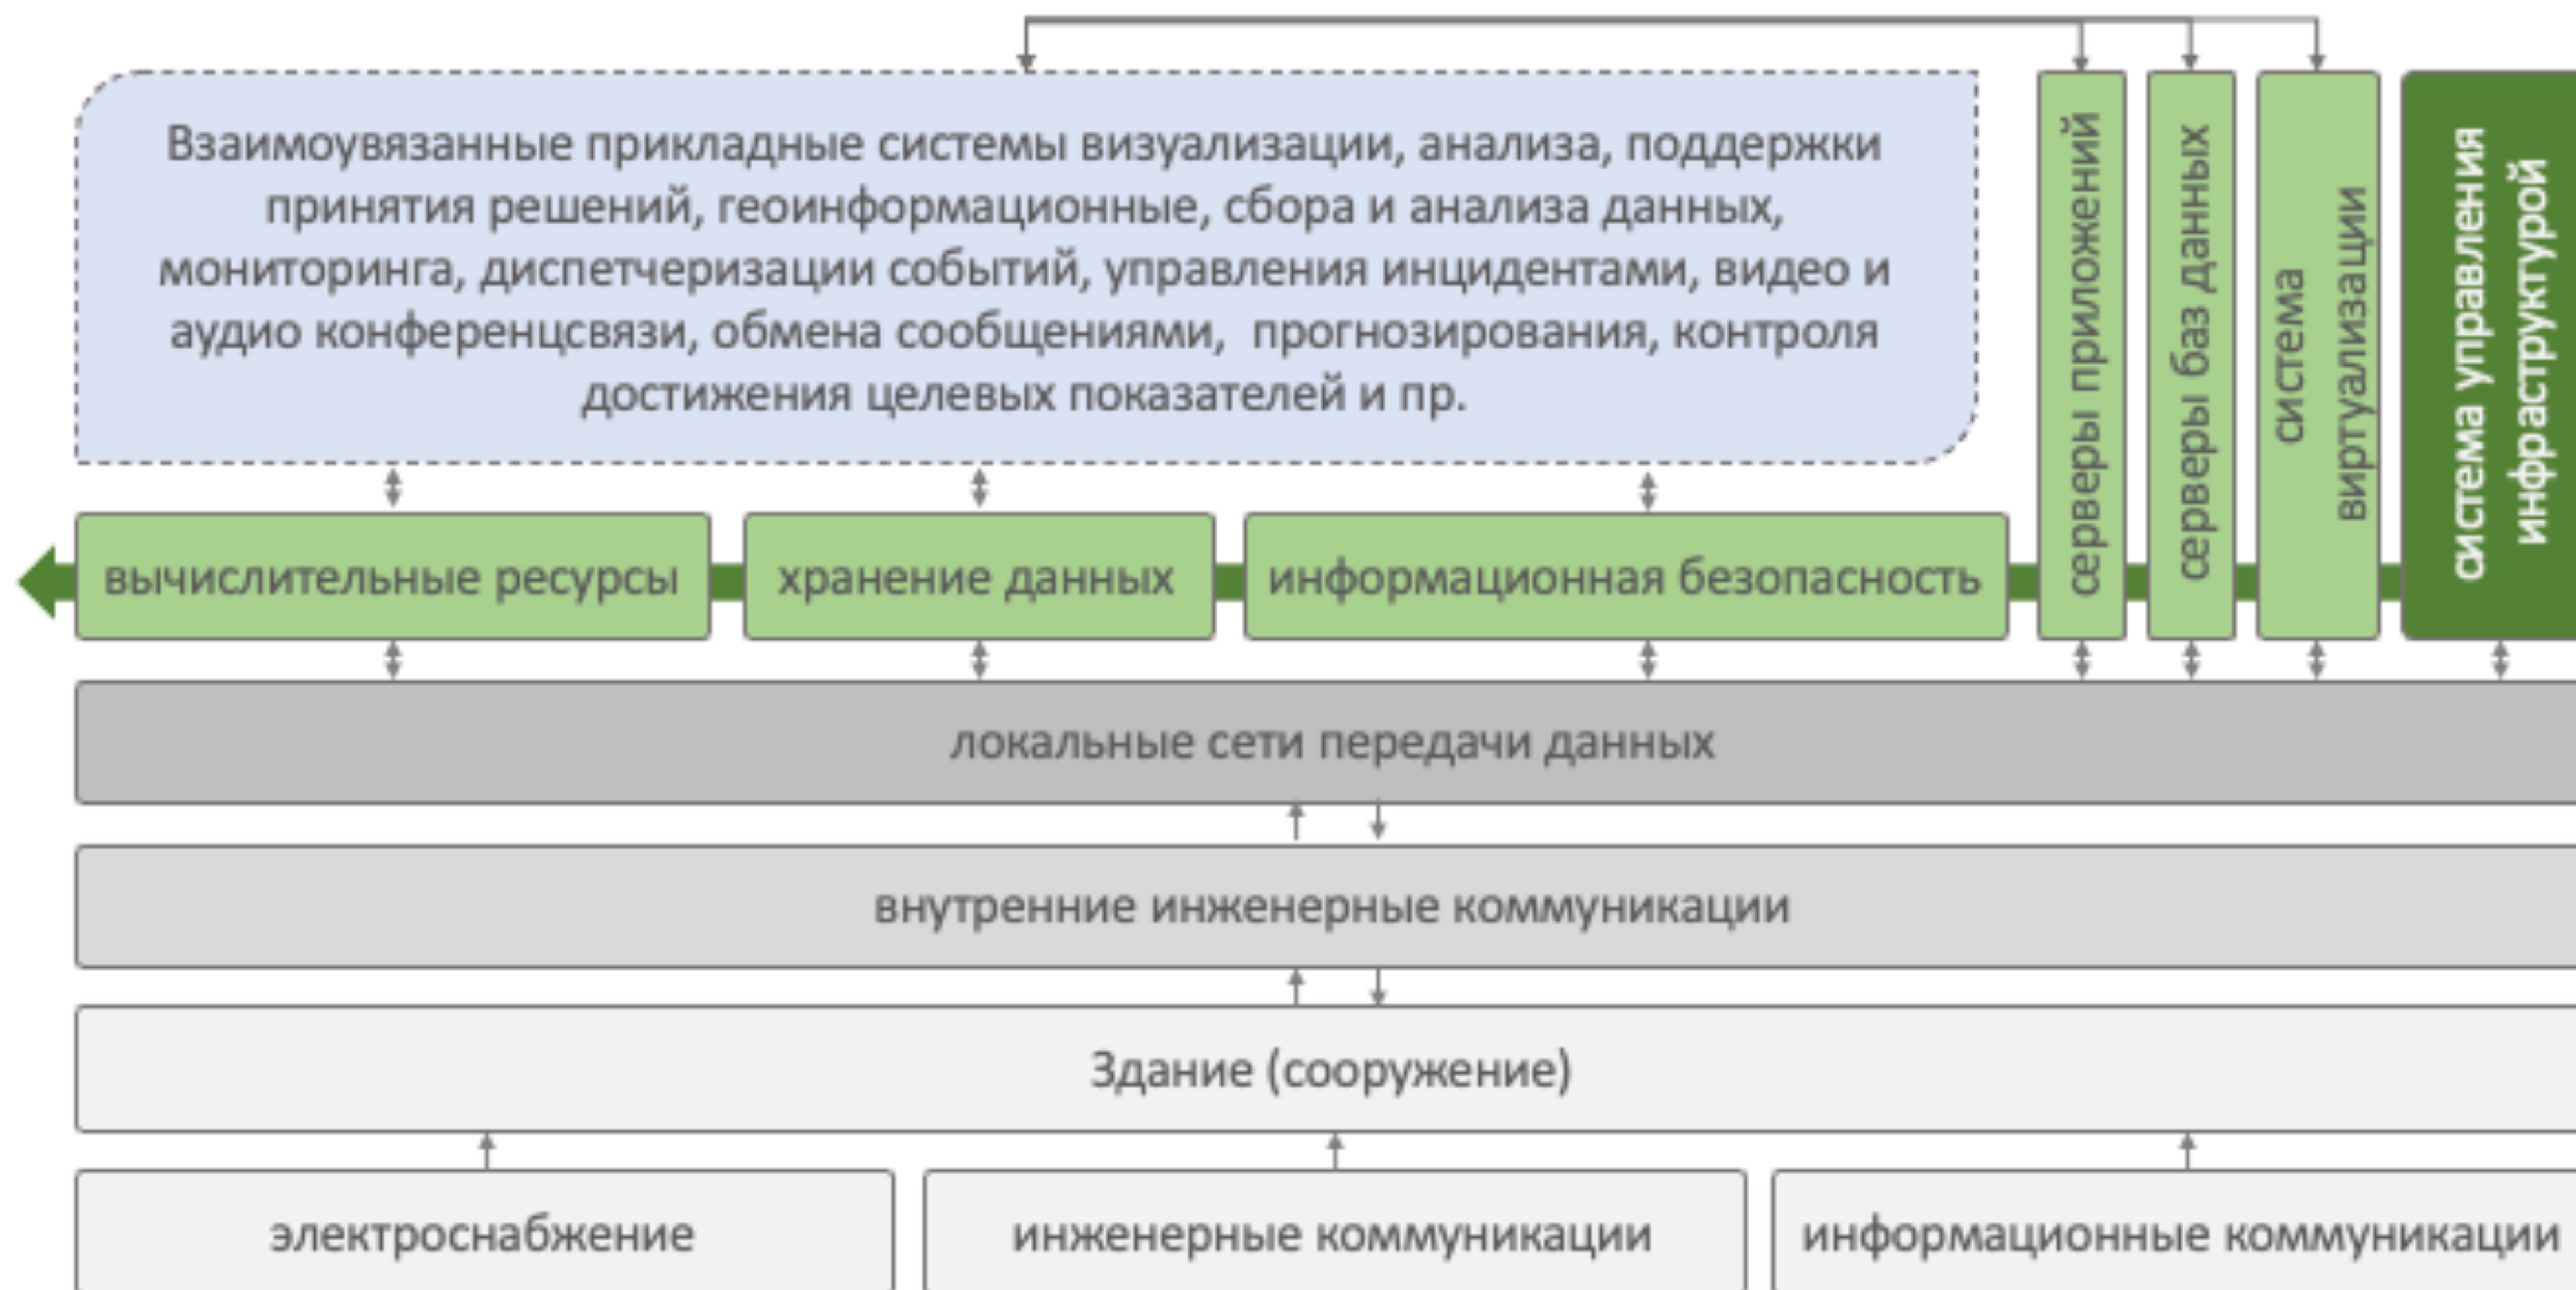 Взаимоувязанные прикладные системы визуализации, анализа, поддержки
принятия решений, геоинформационные, сбора и анализа данных,
мониторинга, диспетчеризации событий, управления инцидентами, видео и
аудио конференцсвязи, обмена сообщениями, прогнозирования, контроля
достижения целевых показателей и пр.
серверы приложений
серверы баз данных
система
виртуализации
система управления
инфраструктурой
вычислительные ресурсы
хранение данных
информационная безопасность
локальные сети передачи данных
внутренние инженерные коммуникации
Здание (сооружение)
электроснабжение
инженерные коммуникации
информационные коммуникации